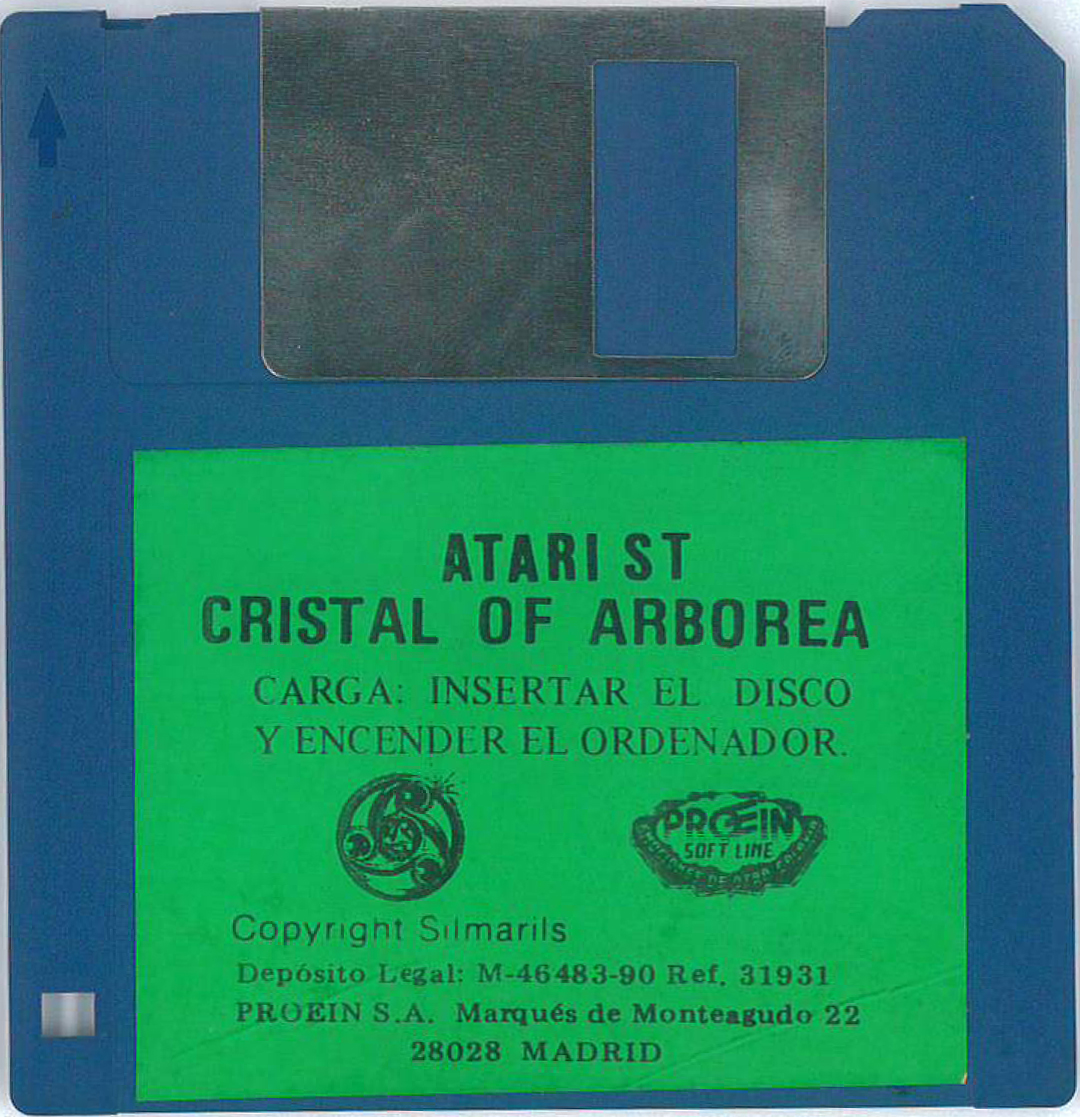 ATARI ST
CRISTAL OF ARBOREA
CARGA: INSERTAR EL DISCO
Y ENCENDER EL ORDENADOR.
PROEIN
SOFT LINE
Copyright Silmarils
Depósito Legal: M-46483-90 Ref. 31931
PROEIN S.A. Marqués de Monteagudo 22
28028 MADRID